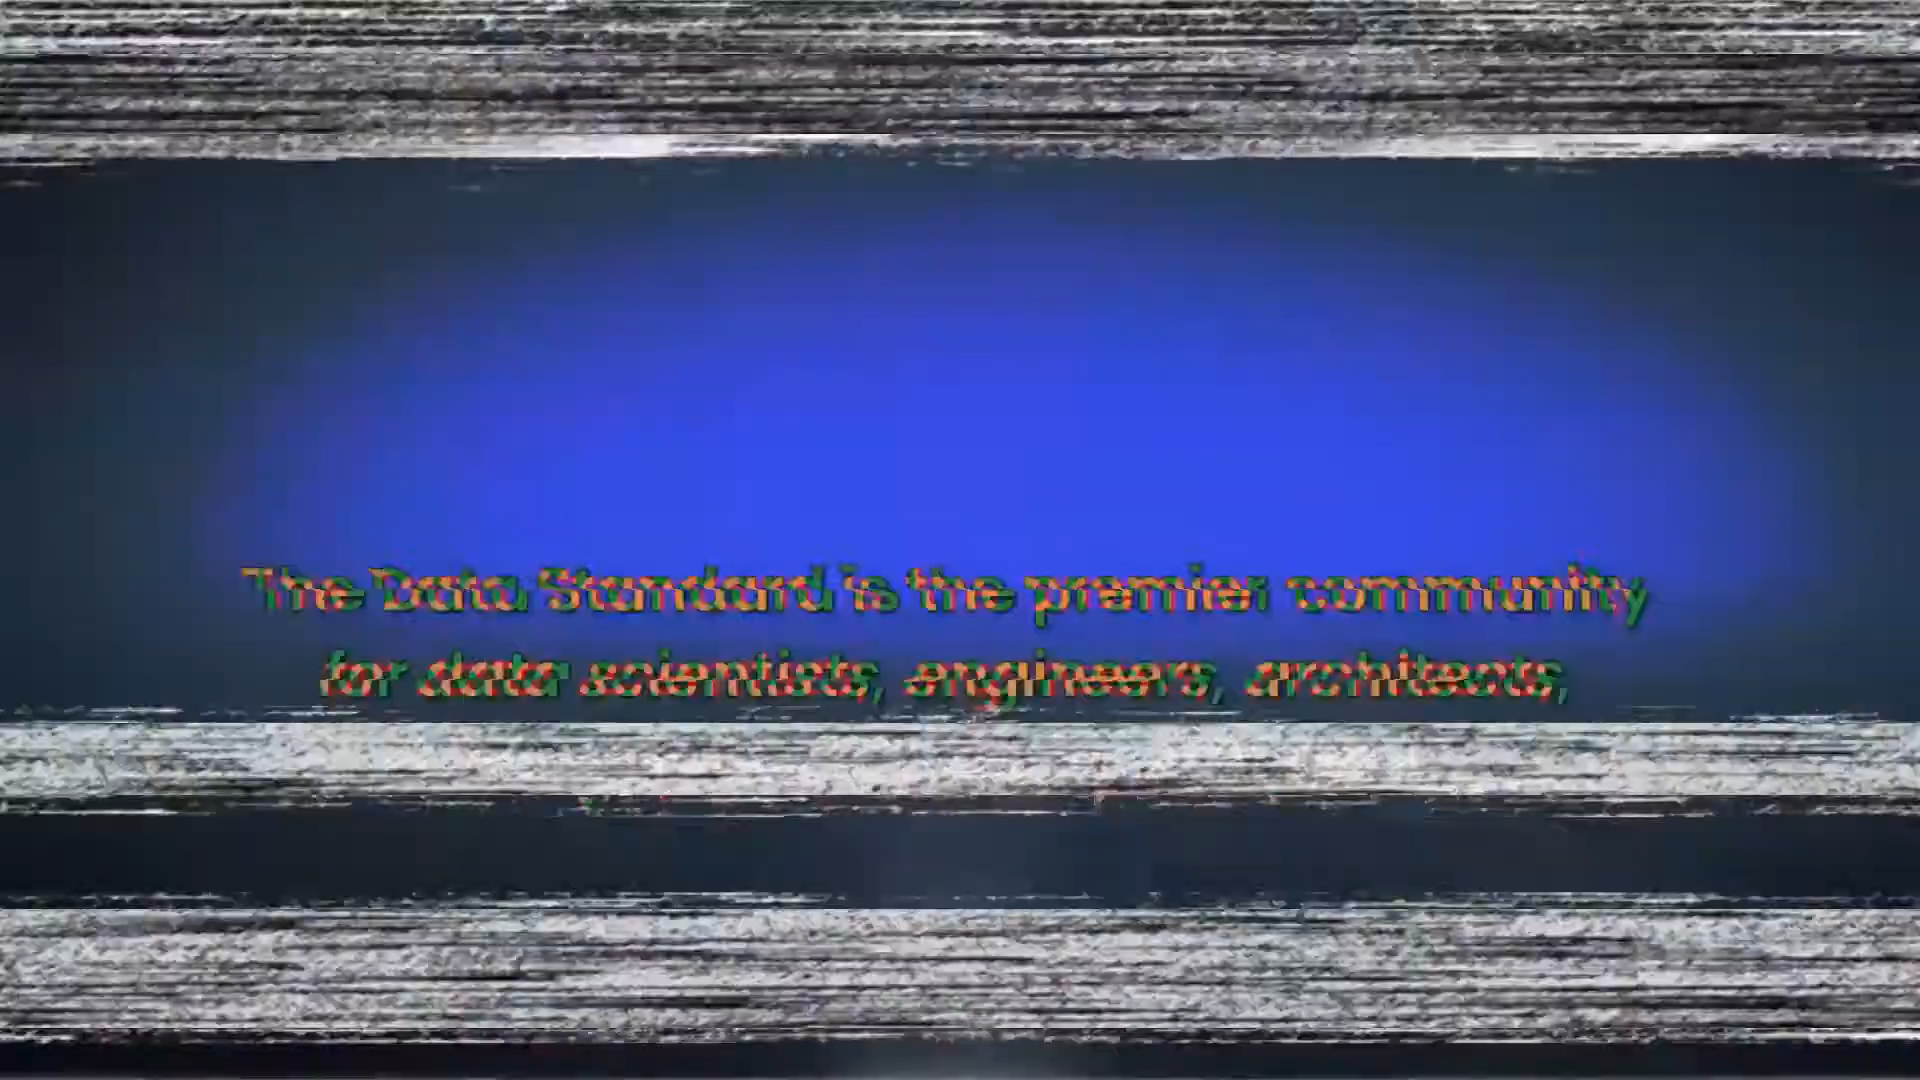 The Data Standard is the premier community
for data scientists, engineers, architects,